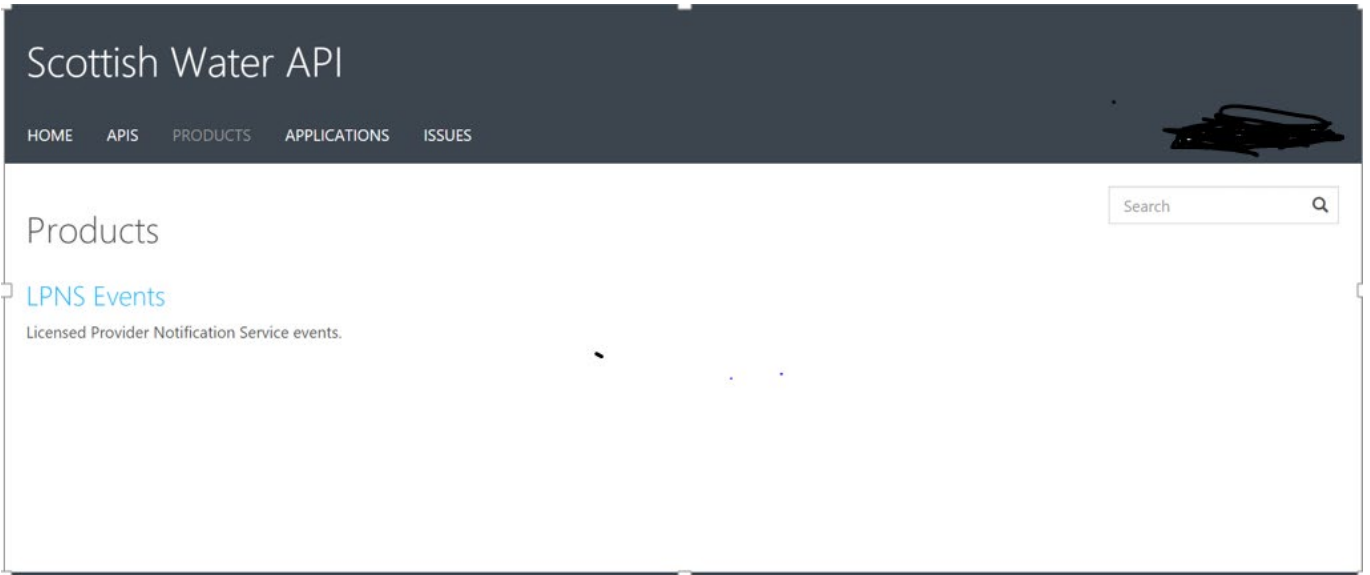 Scottish Water API
HOME APIS PRODUCTS APPLICATIONS ISSUES
Search
Products
LPNS Events
Licensed Provider Notification Service events.